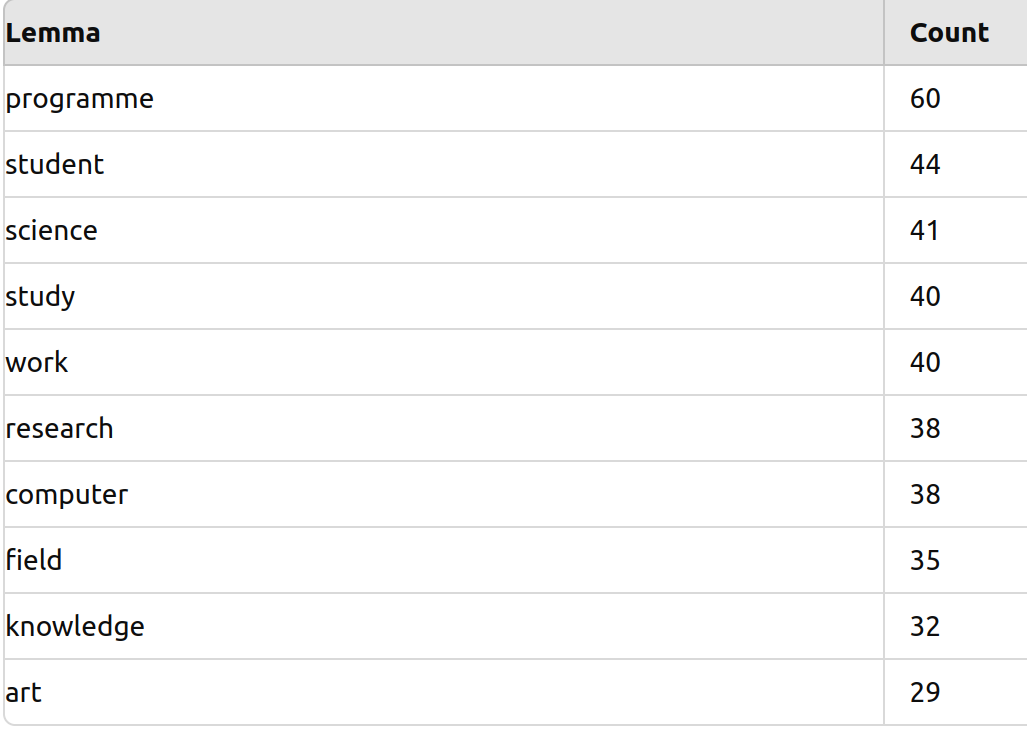 Lemma Count
programme 60
student 44
science 41
study 40
work 40
research 38
computer 38
field 35
knowledge 32
art 29